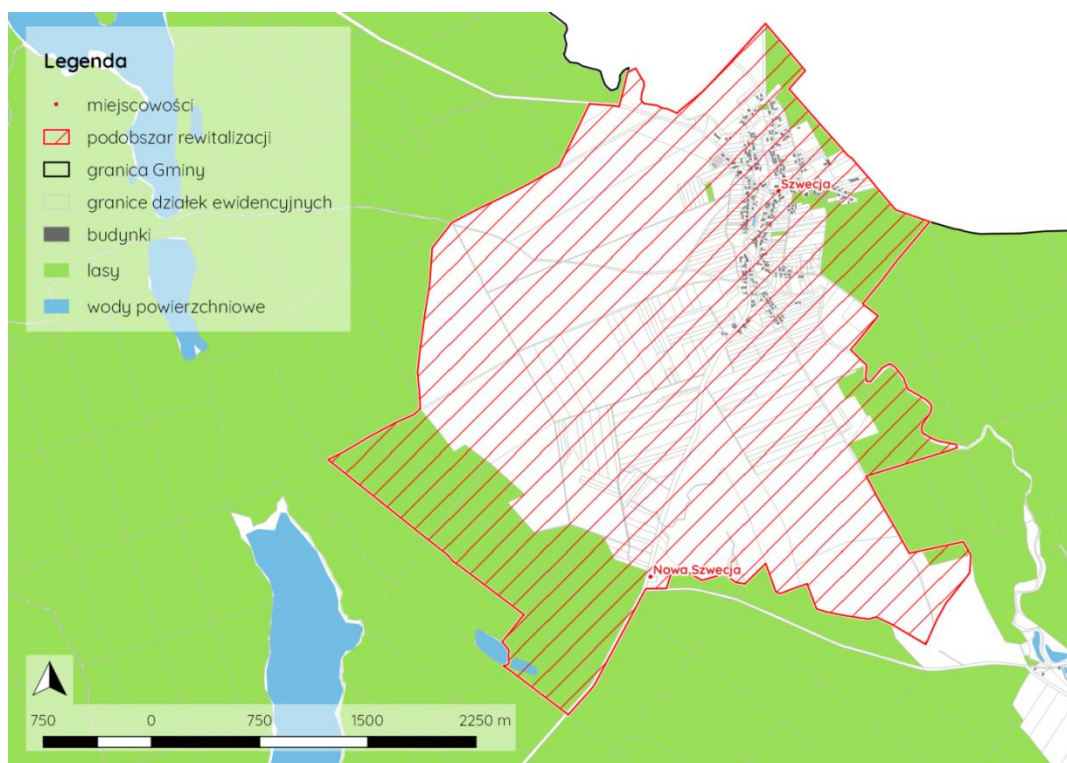 Legenda
miejscowości
podobszar rewitalizacji
granica Gminy
granice działek ewidencyjnych
budynki
lasy
wody powierzchniowe
Szwecja
Nowa Szwecja
750 0 750 1500 2250 m